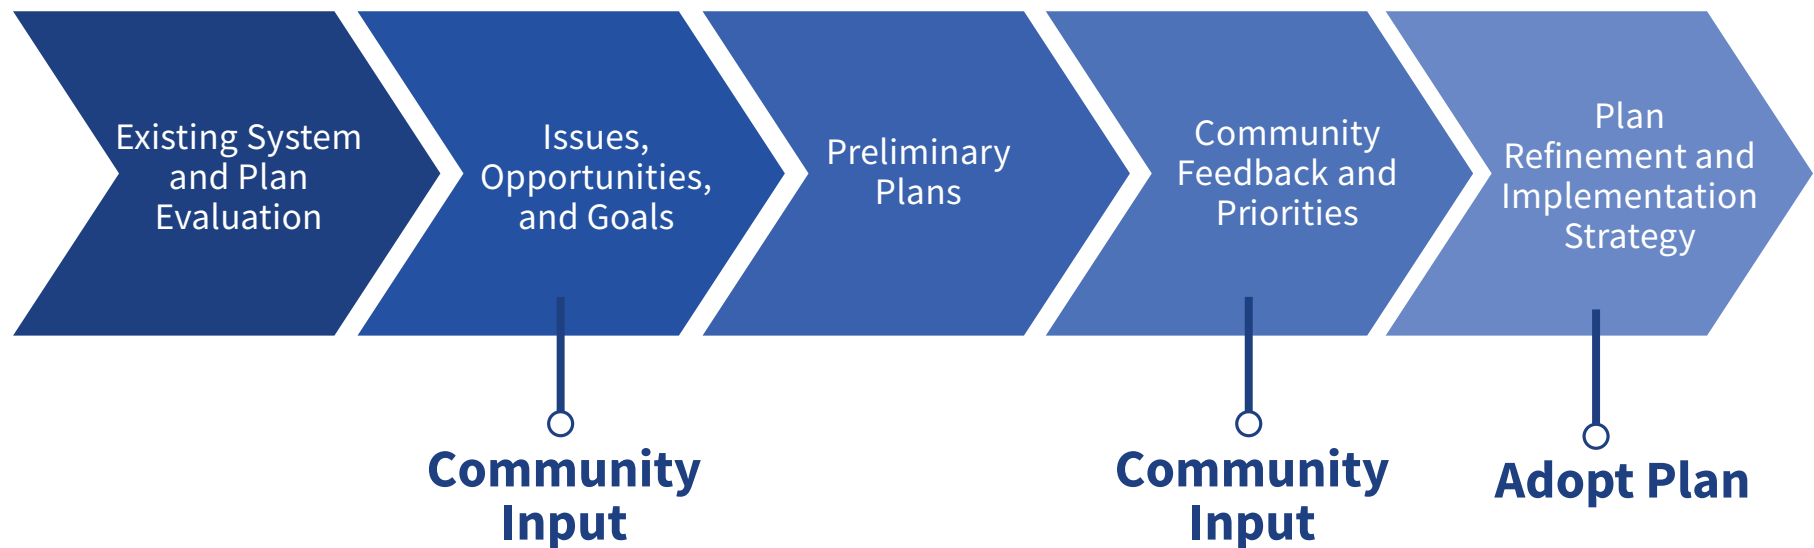 Existing System
and Plan
Evaluation
Issues,
Opportunities,
and Goals
Preliminary
Plans
Community
Feedback and
Priorities
Plan
Refinement and
Implementation
Strategy
Community
Input
Community
Input
Adopt Plan